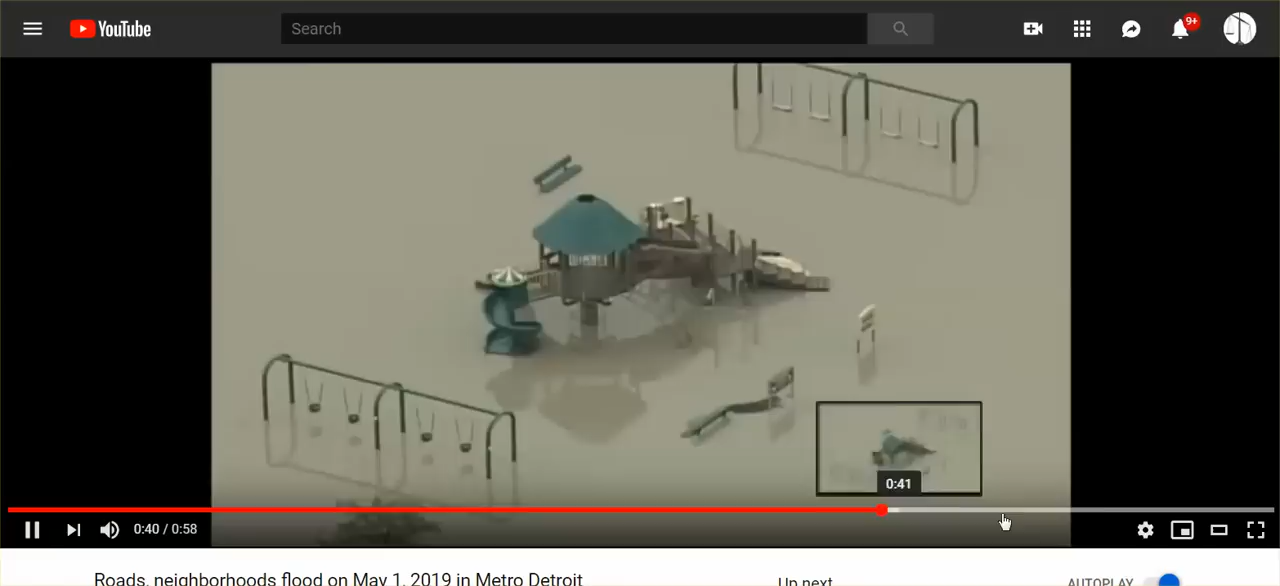 YouTube
Search
9+
0:41
0:40 / 0:58
Roads, neighborhoods flood on May 1, 2019 in Metro Detroit
Up next
AUTOPLAY